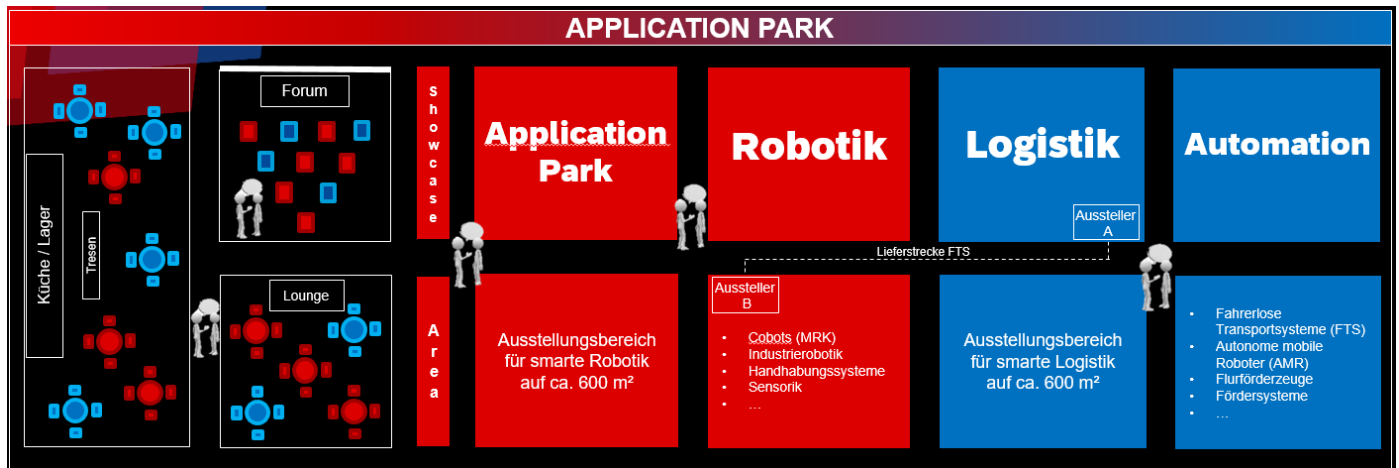 APPLICATION PARK
Küche / Lager
Tresen
Forum
Lounge
Showcase
Area
Application
Park
Robotik
Logistik
Automation
Aussteller
A
Lieferstrecke FTS
Aussteller
B
Ausstellungsbereich
für smarte Robotik
auf ca. 600 m²
• Cobots (MRK)
• Industrierobotik
• Handhabungssysteme
• Sensorik
• ...
Ausstellungsbereich
für smarte Logistik
auf ca. 600 m²
• Fahrerlose
Transportsysteme (FTS)
• Autonome mobile
Roboter (AMR)
• Flurförderzeuge
• Fördersysteme
• ...